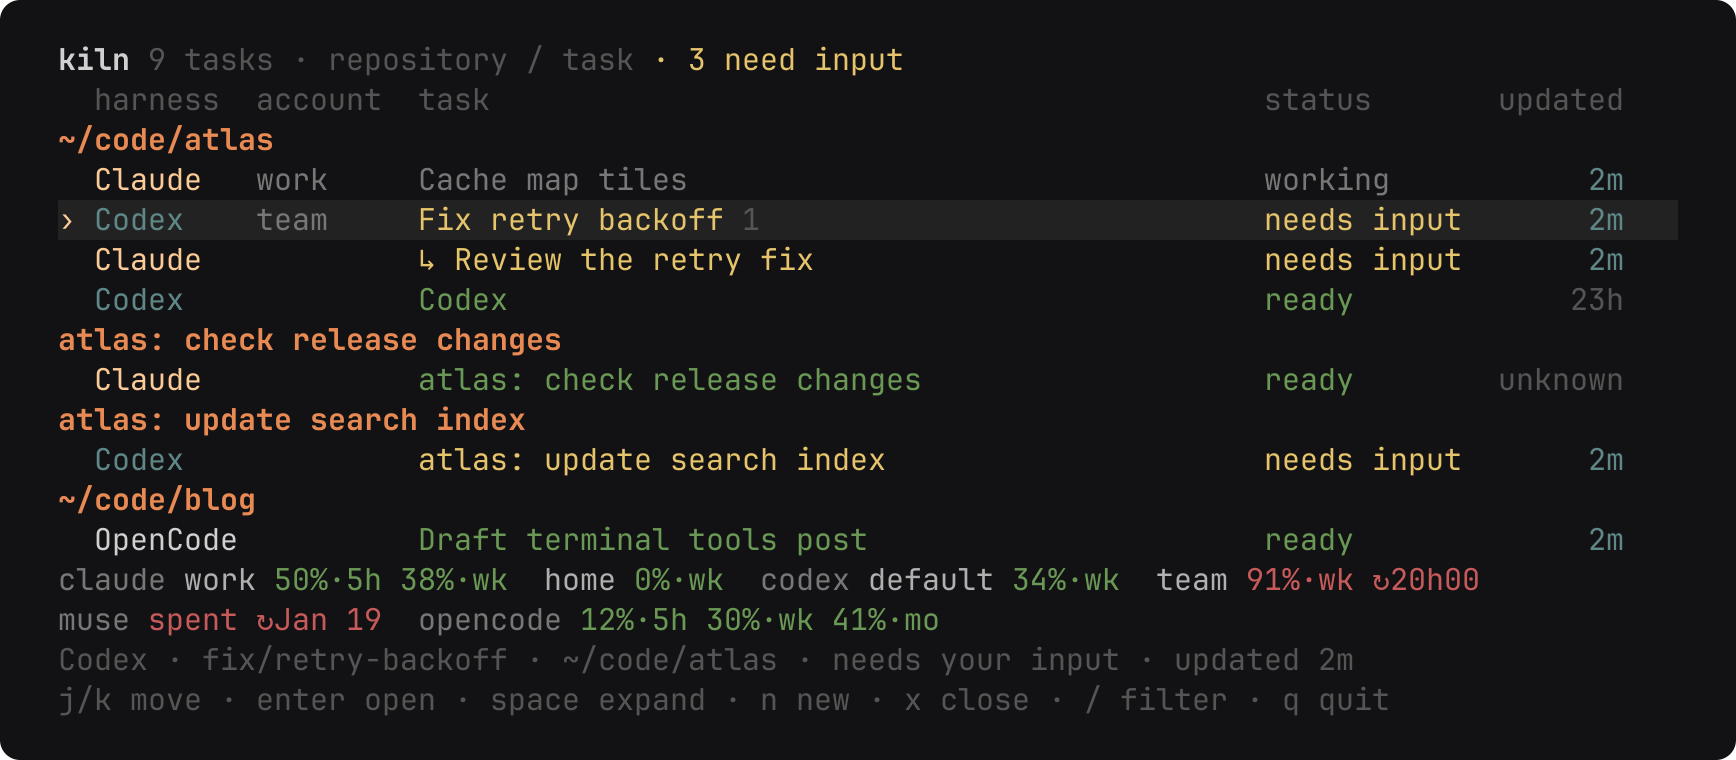 kiln 9 tasks · repository / task · 3 need input
harness account task status updated
~/code/atlas
Claude work Cache map tiles working 2m
› Codex team Fix retry backoff 1 needs input 2m
Claude ↳ Review the retry fix needs input 2m
Codex Codex ready 23h
atlas: check release changes
Claude atlas: check release changes ready unknown
atlas: update search index
Codex atlas: update search index needs input 2m
~/code/blog
OpenCode Draft terminal tools post ready 2m
claude work 50%·5h 38%·wk home 0%·wk codex default 34%·wk team 91%·wk ↻20h00
muse spent ↻Jan 19 opencode 12%·5h 30%·wk 41%·mo
Codex · fix/retry-backoff · ~/code/atlas · needs your input · updated 2m
j/k move · enter open · space expand · n new · x close · / filter · q quit